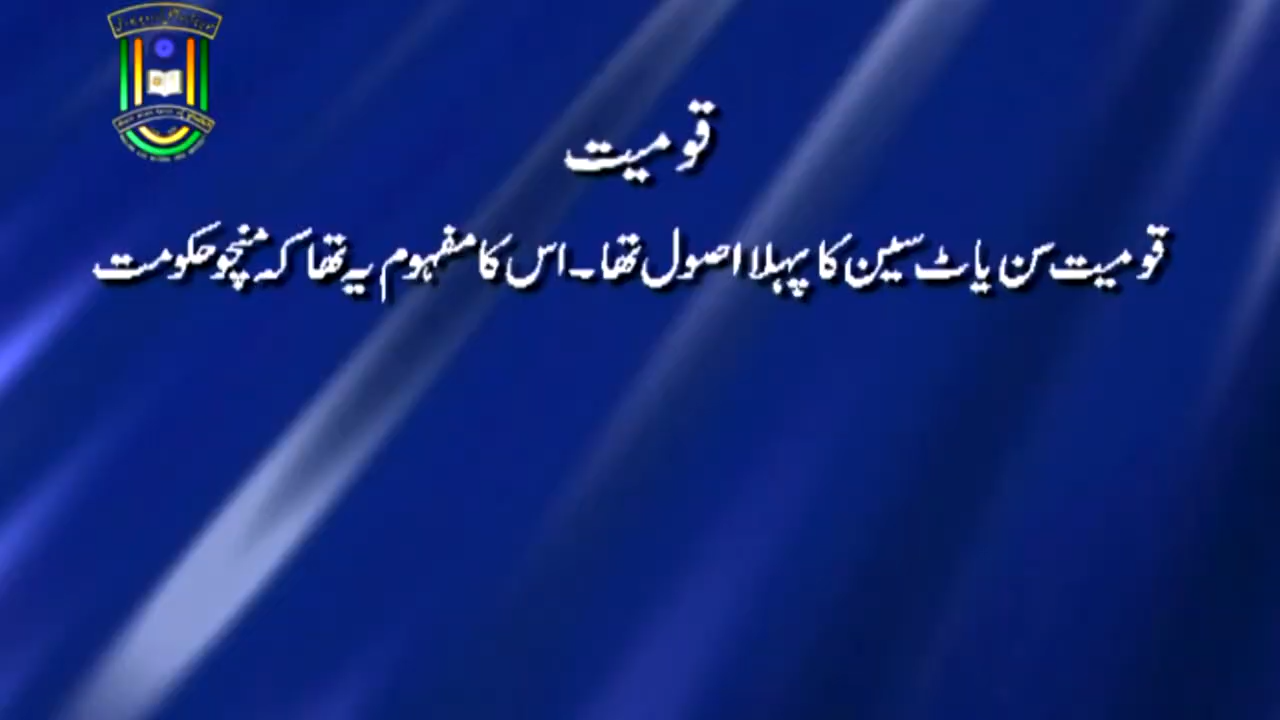 قومیت
قومیت سن یاٹ سین کا پہلا اصول تھا۔ اس کا مفہوم یہ تھا کہ منچو حکومت